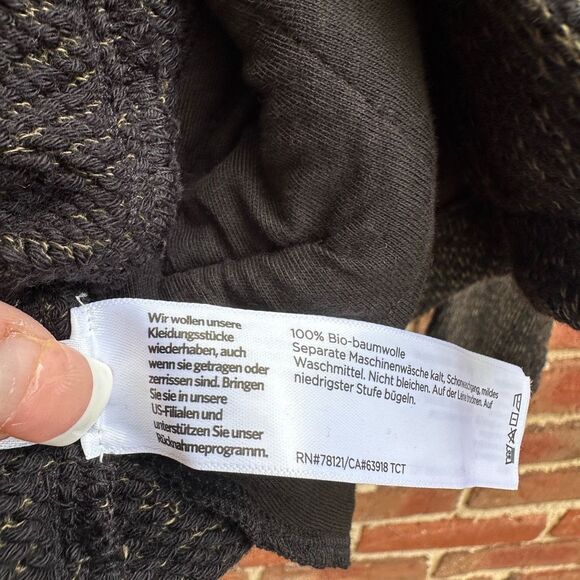 Wir wollen unsere
Kleidungsstücke
wiederhaben, auch
wenn sie getragen oder
zerrissen sind. Bringen
Sie sie in unsere
US-Filialen und
unterstützen Sie unser
Rücknahmeprogramm.
100% Bio-baumwolle
Separate Maschinenwäsche kalt, Schonwaschgang, mildes
Waschmittel. Nicht bleichen. Auf der Leine trocknen. Auf
niedrigster Stufe bügeln.
RN#78121/CA#63918 TCT